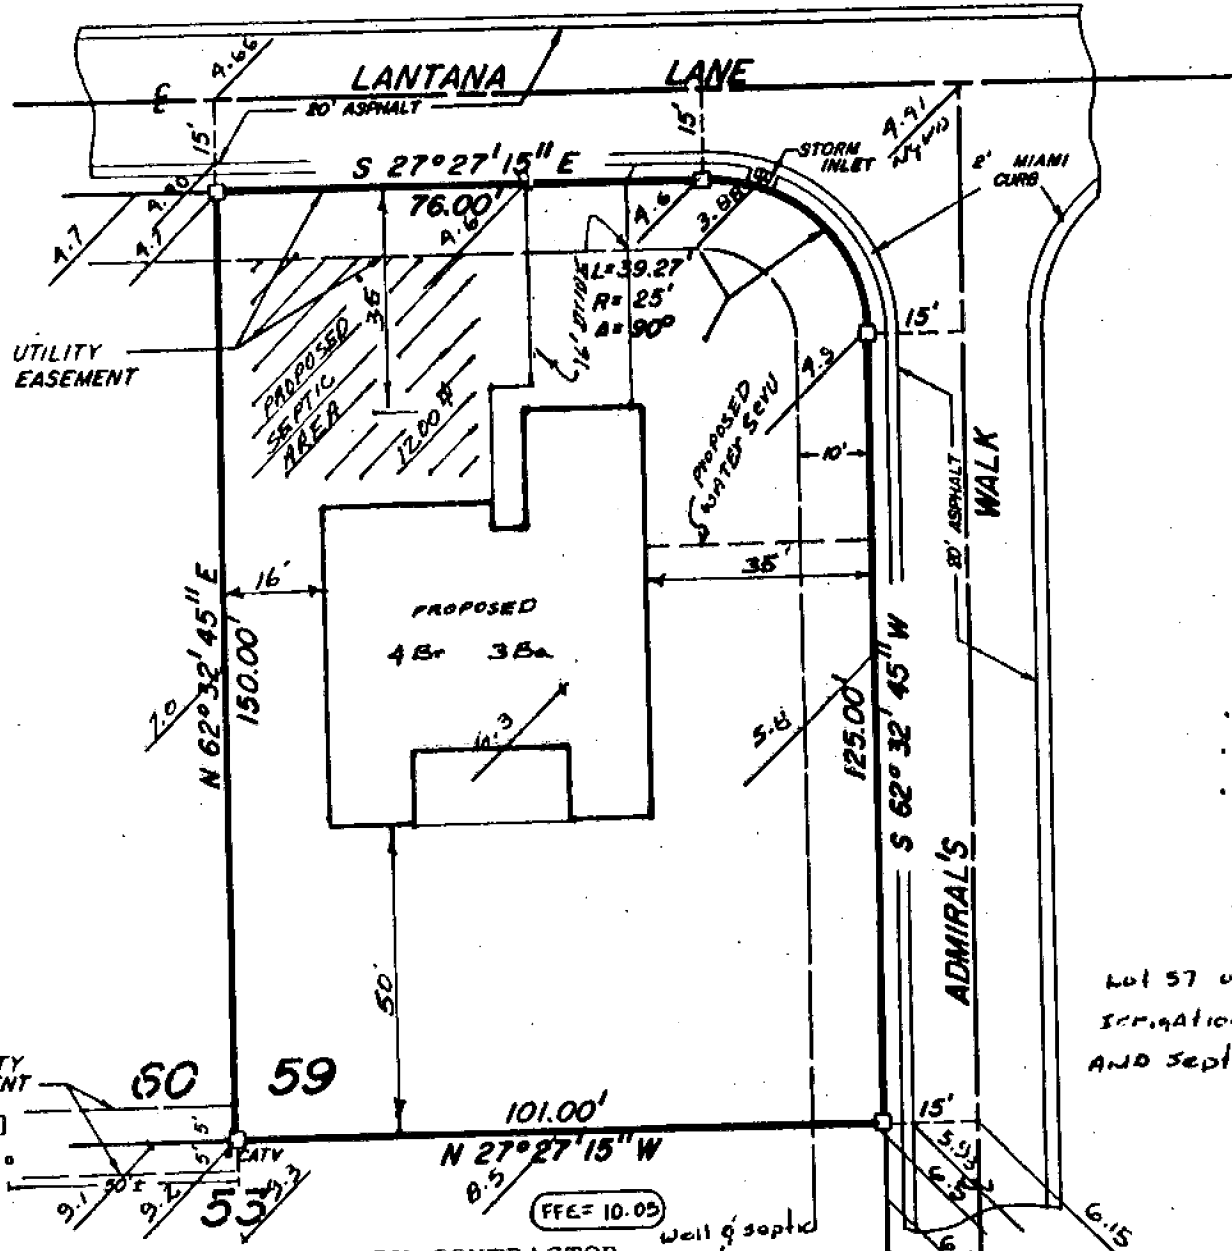 LANTANA LANE
4.66
20' ASPHALT
15'
15'
4.91
NGVD
STORM
INLET
2' MIAMI
CURB
S 27° 27' 15" E
76.00'
4.7
4.7
4.6
4.6
3.88
36'
L= 39.27'
R= 25'
Δ= 90°
15'
UTILITY
EASEMENT
PROPOSED
SEPTIC
AREA
1200
4.9
PROPOSED
WATER SERV
10'
20' ASPHALT
WALK
16'
35'
PROPOSED
4 Br 3 Ba
N 62° 32' 45" E
150.00'
7.0
125.00'
S 62° 32' 45" W
ADMIRAL'S
50'
Lot 57
AND Sept
60 59
101.00'
N 27° 27' 15" W
15'
5' 5'
CATV
50' ±
9.1
9.2
9.3
8.5
53
6.15
FFE= 10.05
Well & septic
CONTRACTOR